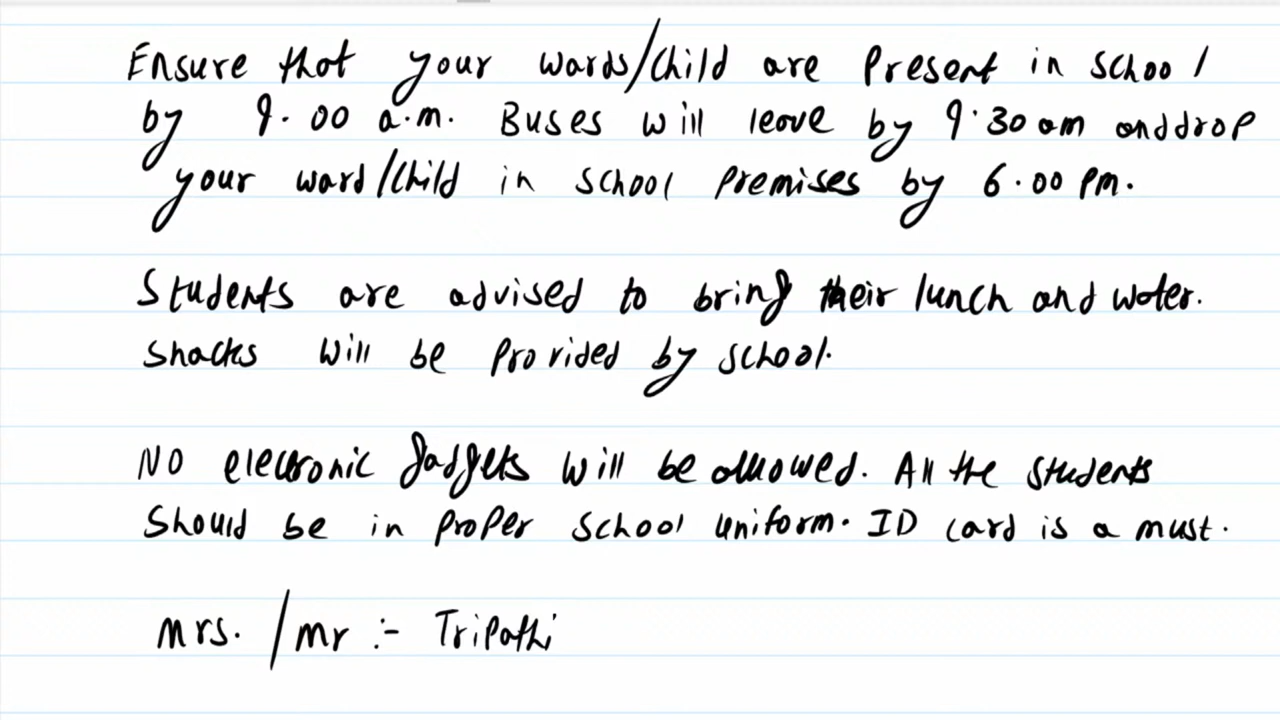 Ensure that your wards/child are Present in school
by 9.00 a.m. Buses will leave by 9.30 am and drop
your ward/child in school premises by 6.00 pm.
Students are advised to bring their lunch and water.
Snacks will be Provided by school.
NO electronic gadgets will be allowed. All the students
should be in proper school uniform. ID card is a must.
mrs. /mr :- Tripathi